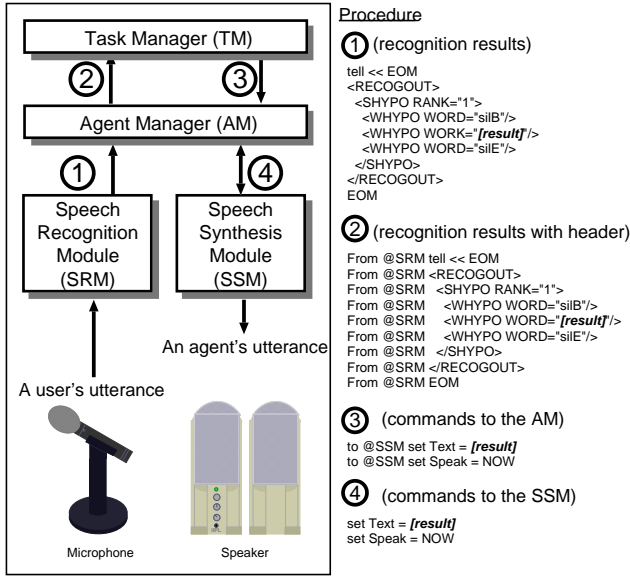 Task Manager (TM)
2
3
Agent Manager (AM)
1
4
Speech
Recognition
Module
(SRM)
Speech
Synthesis
Module
(SSM)
An agent's utterance
A user's utterance
Microphone
Speaker
Procedure
1 (recognition results)
tell << EOM
<RECOGOUT>
<SHYPO RANK="1">
<WHYPO WORD="silB"/>
<WHYPO WORK="[result]"/>
<WHYPO WORD="silE"/>
</SHYPO>
</RECOGOUT>
EOM
2 (recognition results with header)
From @SRM tell << EOM
From @SRM <RECOGOUT>
From @SRM <SHYPO RANK="1">
From @SRM <WHYPO WORD="silB"/>
From @SRM <WHYPO WORD="[result]"/>
From @SRM <WHYPO WORD="silE"/>
From @SRM </SHYPO>
From @SRM </RECOGOUT>
From @SRM EOM
3 (commands to the AM)
to @SSM set Text = [result]
to @SSM set Speak = NOW
4 (commands to the SSM)
set Text = [result]
set Speak = NOW